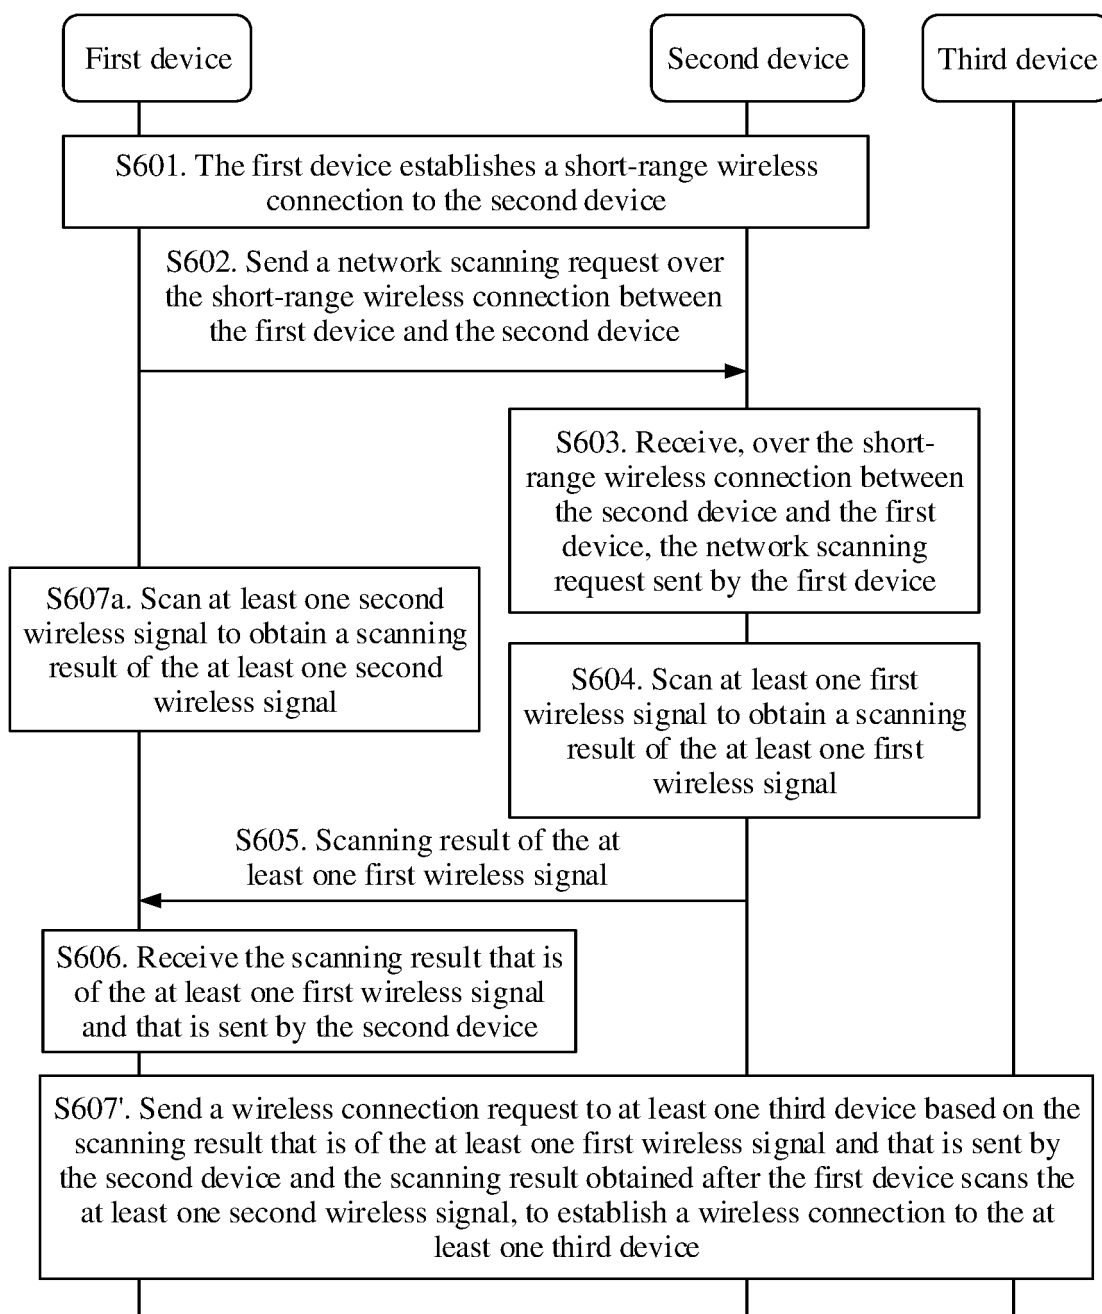 First device
Second device
Third device
S601. The first device establishes a short-range wireless
connection to the second device
S602. Send a network scanning request over
the short-range wireless connection between
the first device and the second device
S603. Receive, over the short-
range wireless connection between
the second device and the first
device, the network scanning
request sent by the first device
S607a. Scan at least one second
wireless signal to obtain a scanning
result of the at least one second
wireless signal
S604. Scan at least one first
wireless signal to obtain a scanning
result of the at least one first
wireless signal
S605. Scanning result of the at
least one first wireless signal
S606. Receive the scanning result that is
of the at least one first wireless signal
and that is sent by the second device
S607'. Send a wireless connection request to at least one third device based on the
scanning result that is of the at least one first wireless signal and that is sent by
the second device and the scanning result obtained after the first device scans the
at least one second wireless signal, to establish a wireless connection to the at
least one third device